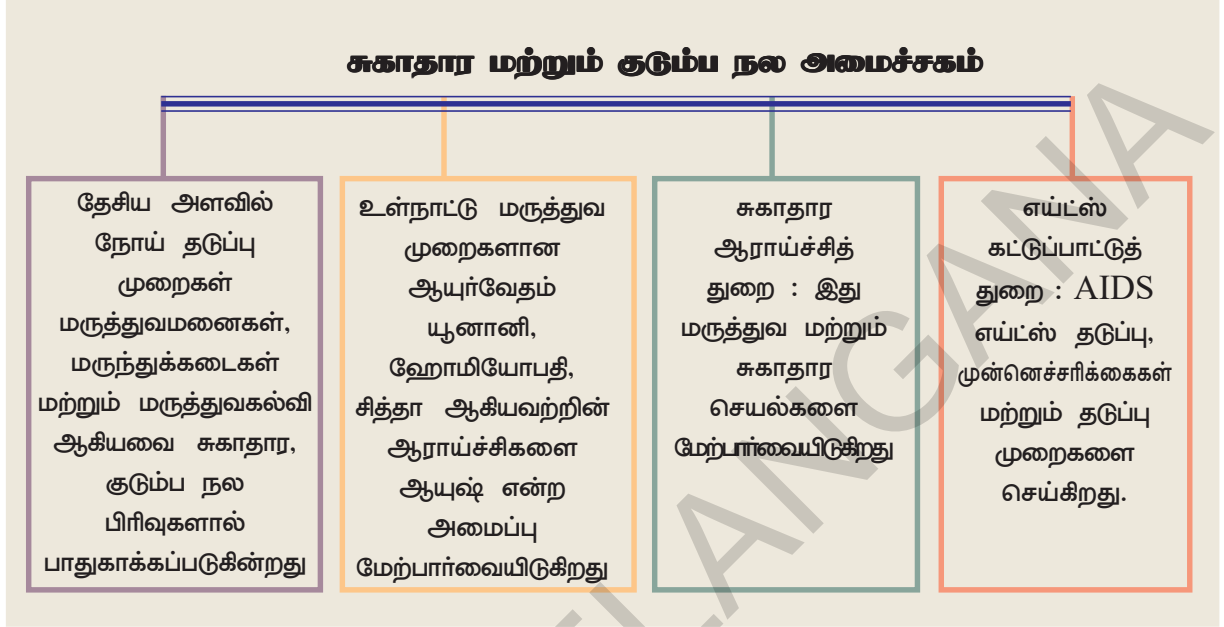 சுகாதார மற்றும் குடும்ப நல அமைச்சகம்
தேசிய அளவில்
நோய் தடுப்பு
முறைகள்
மருத்துவமனைகள்,
மருந்துக்கடைகள்
மற்றும் மருத்துவகல்வி
ஆகியவை சுகாதார,
குடும்ப நல
பிரிவுகளால்
பாதுகாக்கப்படுகின்றது
உள்நாட்டு மருத்துவ
முறைகளான
ஆயுர்வேதம்
யூனானி,
ஹோமியோபதி,
சித்தா ஆகியவற்றின்
ஆராய்ச்சிகளை
ஆயுஷ் என்ற
அமைப்பு
மேற்பார்வையிடுகிறது
சுகாதார
ஆராய்ச்சித்
துறை : இது
மருத்துவ மற்றும்
சுகாதார
செயல்களை
மேற்பார்வையிடுகிறது
எய்ட்ஸ்
கட்டுப்பாட்டுத்
துறை : AIDS
எய்ட்ஸ் தடுப்பு,
முன்னெச்சரிக்கைகள்
மற்றும் தடுப்பு
முறைகளை
செய்கிறது.
ELANGANA